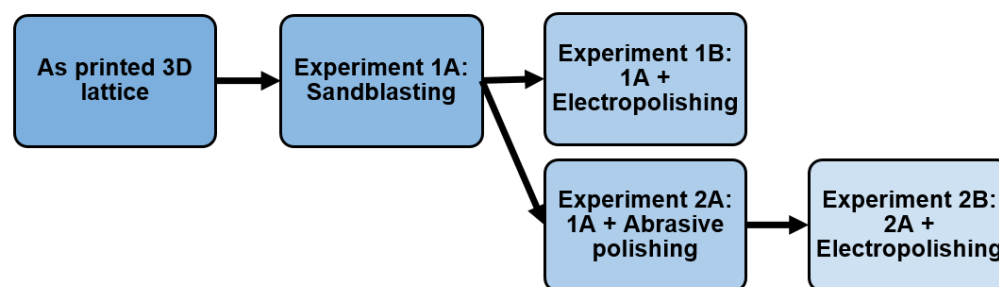 As printed 3D
lattice
Experiment 1A:
Sandblasting
Experiment 1B:
1A +
Electropolishing
Experiment 2A:
1A + Abrasive
polishing
Experiment 2B:
2A +
Electropolishing